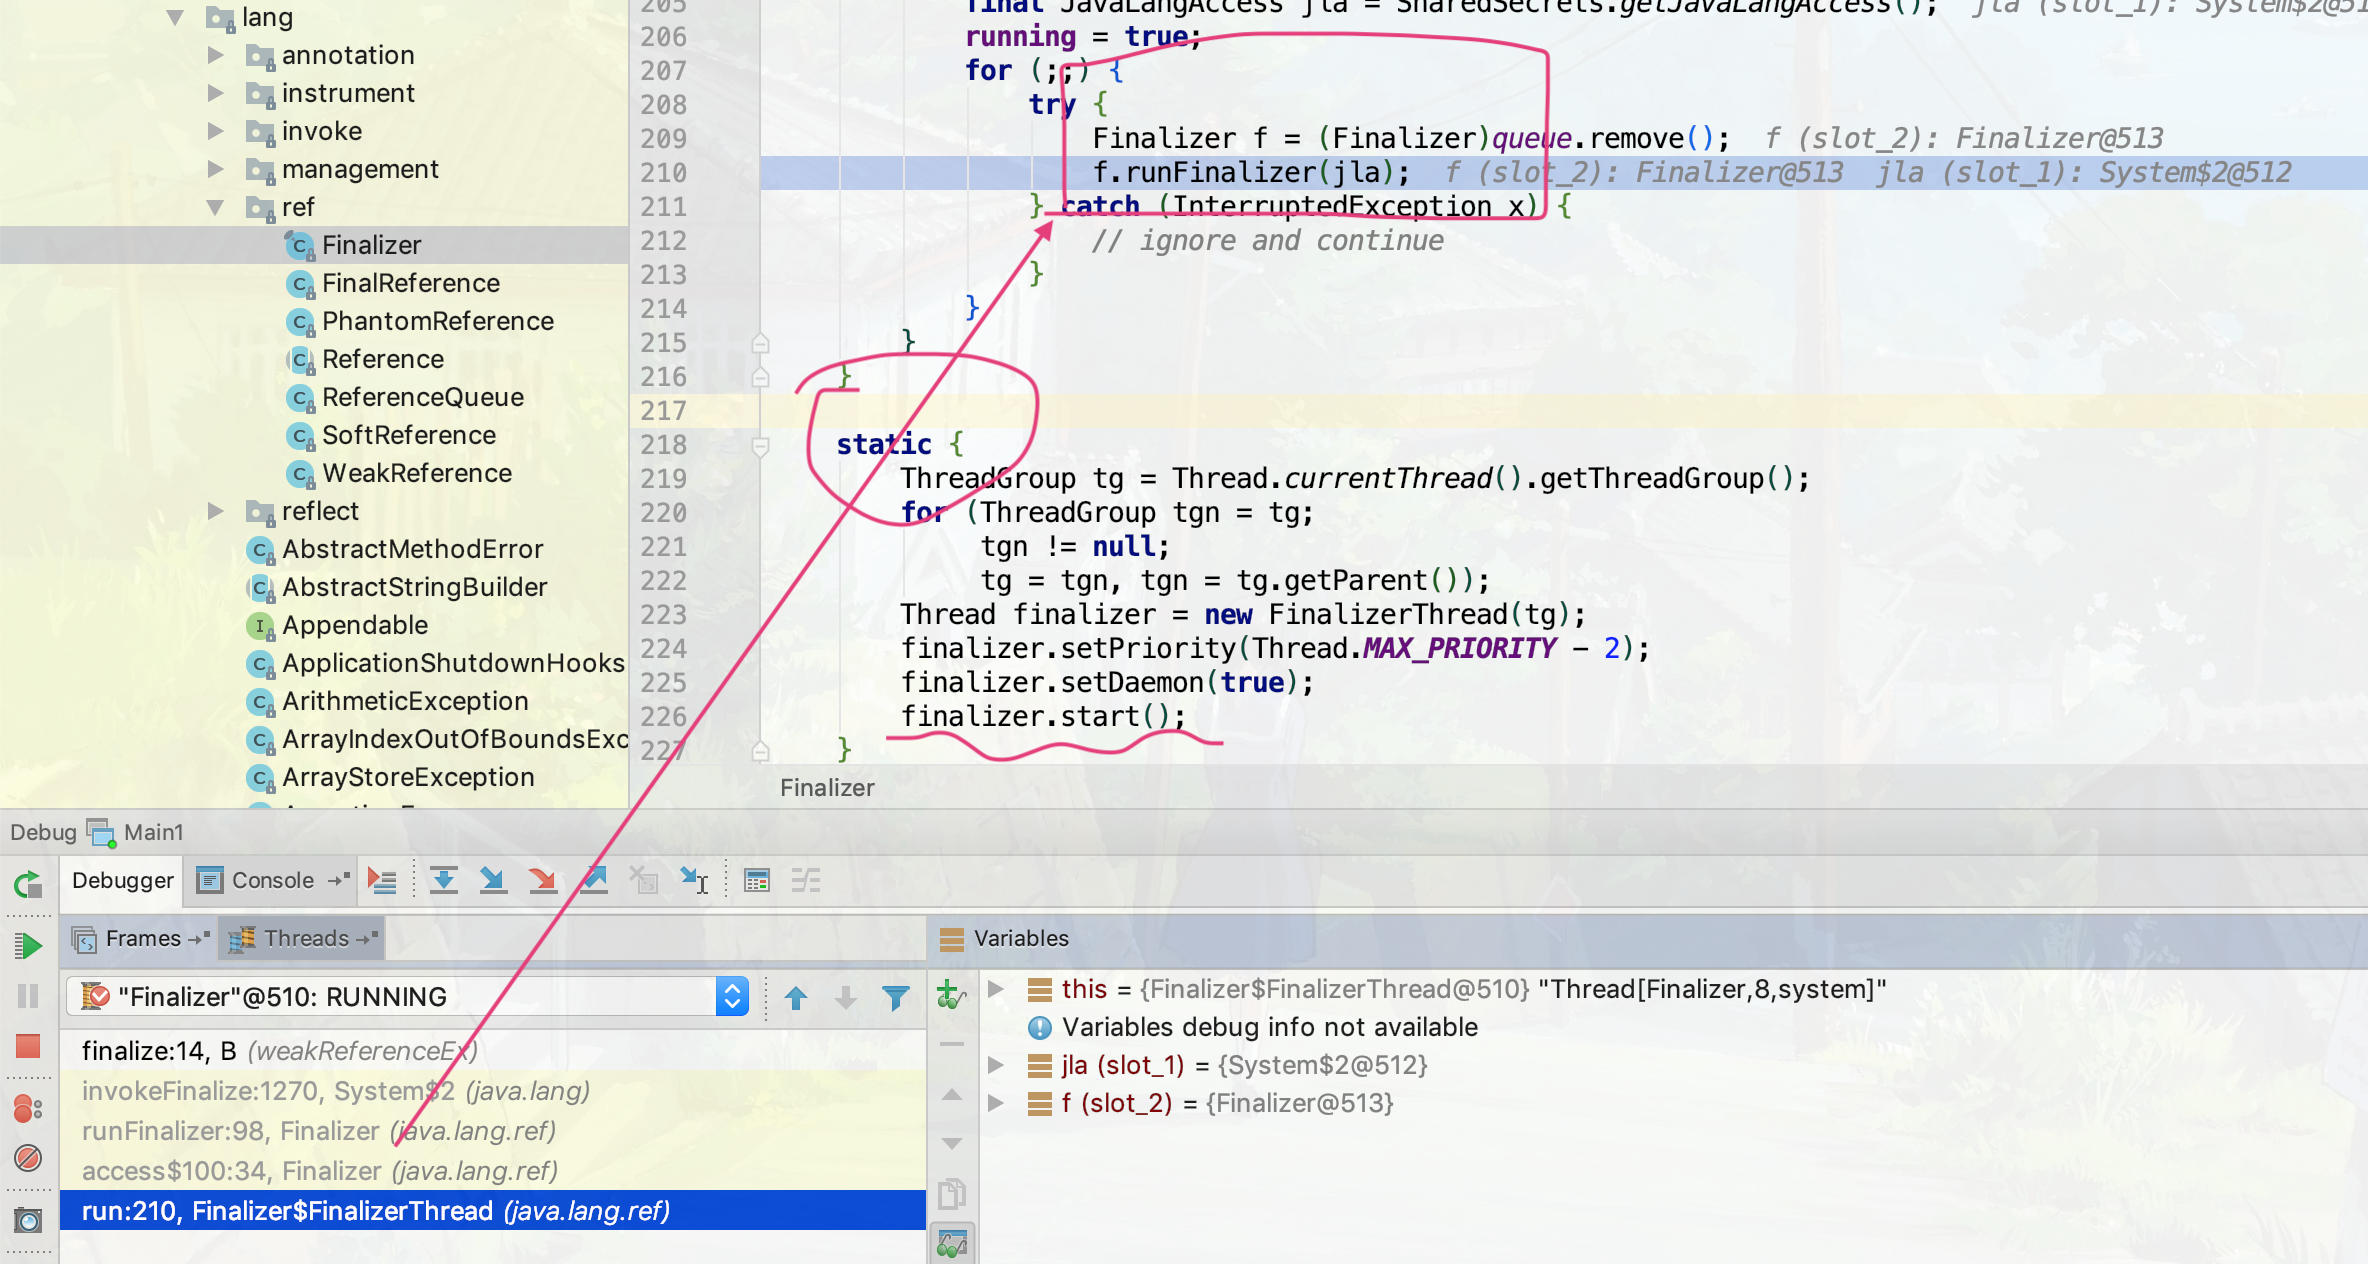 lang
annotation
instrument
invoke
management
ref
Finalizer
FinalReference
PhantomReference
Reference
ReferenceQueue
SoftReference
WeakReference
reflect
AbstractMethodError
AbstractStringBuilder
Appendable
ApplicationShutdownHooks
ArithmeticException
ArrayIndexOutOfBoundsExc
ArrayStoreException
205 final JavaLangAccess jla = SharedSecrets.getJavaLangAccess(); jla (slot_1): System$2@51
206 running = true;
207 for (;;) {
208 try {
209 Finalizer f = (Finalizer)queue.remove(); f (slot_2): Finalizer@513
210 f.runFinalizer(jla); f (slot_2): Finalizer@513 jla (slot_1): System$2@512
211 } catch (InterruptedException x) {
212 // ignore and continue
213 }
214 }
215 }
216 }
217
218 static {
219 ThreadGroup tg = Thread.currentThread().getThreadGroup();
220 for (ThreadGroup tgn = tg;
221 tgn != null;
222 tg = tgn, tgn = tg.getParent());
223 Thread finalizer = new FinalizerThread(tg);
224 finalizer.setPriority(Thread.MAX_PRIORITY - 2);
225 finalizer.setDaemon(true);
226 finalizer.start();
227 }
Finalizer
Debug Main1
Debugger Console
Frames Threads
"Finalizer"@510: RUNNING
finalize:14, B (weakReferenceEx)
invokeFinalize:1270, System$2 (java.lang)
runFinalizer:98, Finalizer (java.lang.ref)
access$100:34, Finalizer (java.lang.ref)
run:210, Finalizer$FinalizerThread (java.lang.ref)
Variables
this = {Finalizer$FinalizerThread@510} "Thread[Finalizer,8,system]"
Variables debug info not available
jla (slot_1) = {System$2@512}
f (slot_2) = {Finalizer@513}